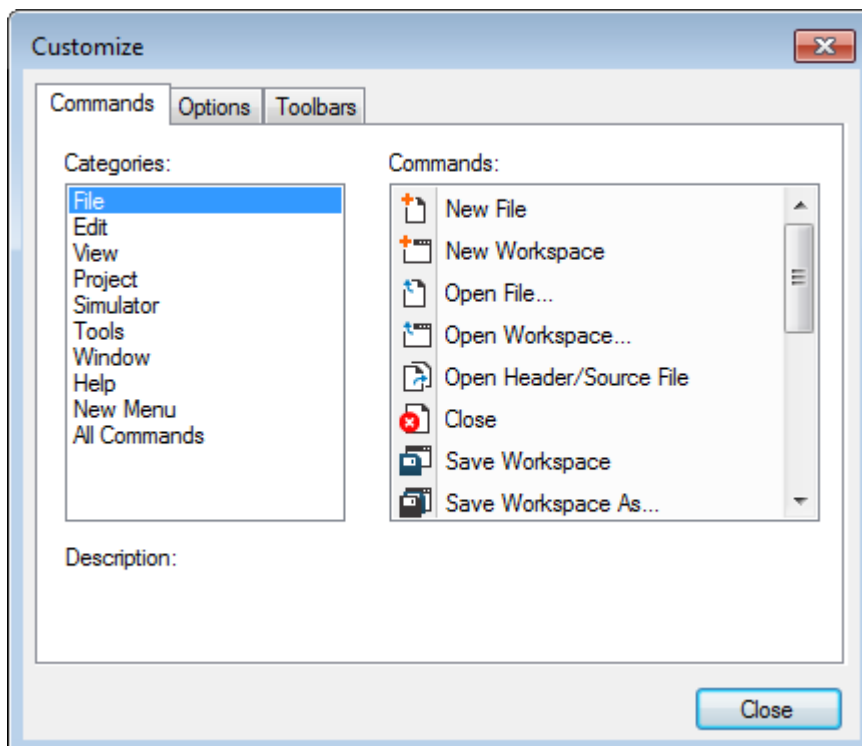 Customize
Commands
Options
Toolbars
Categories:
File
Edit
View
Project
Simulator
Tools
Window
Help
New Menu
All Commands
Commands:
New File
New Workspace
Open File...
Open Workspace...
Open Header/Source File
Close
Save Workspace
Save Workspace As...
Description:
Close